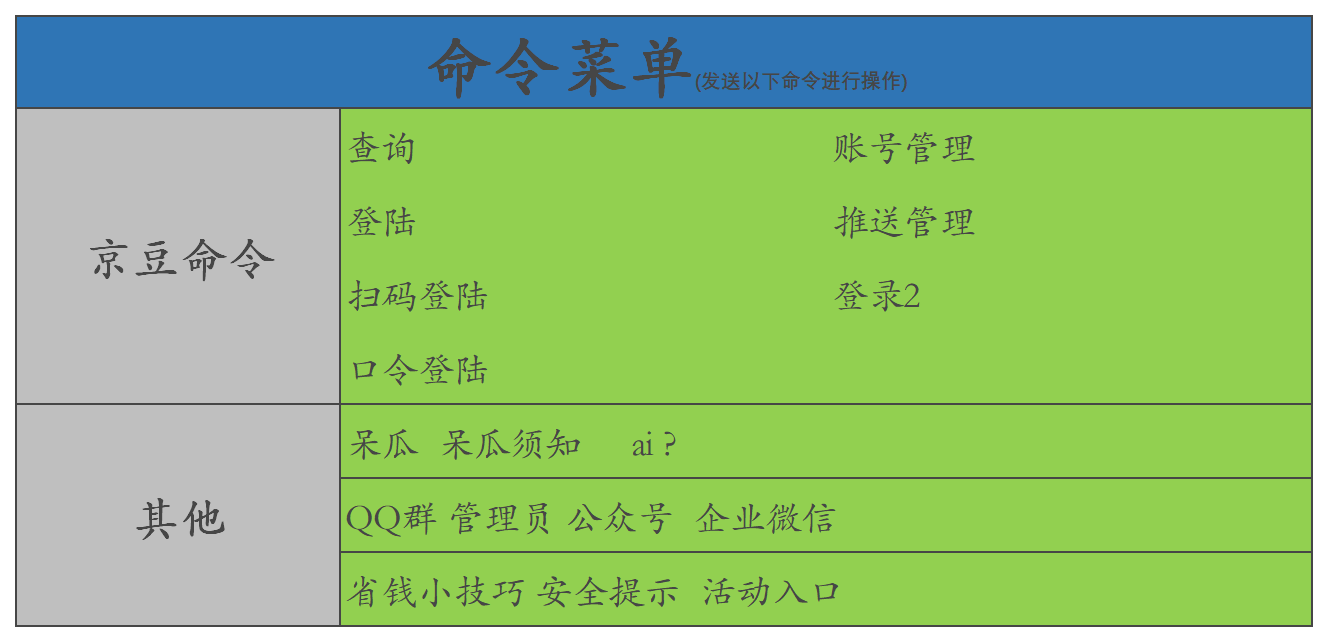 命令菜单(发送以下命令进行操作)
京豆命令
查询 账号管理
登陆 推送管理
扫码登陆 登录2
口令登陆
其他
呆瓜 呆瓜须知 ai ?
QQ群 管理员 公众号 企业微信
省钱小技巧 安全提示 活动入口